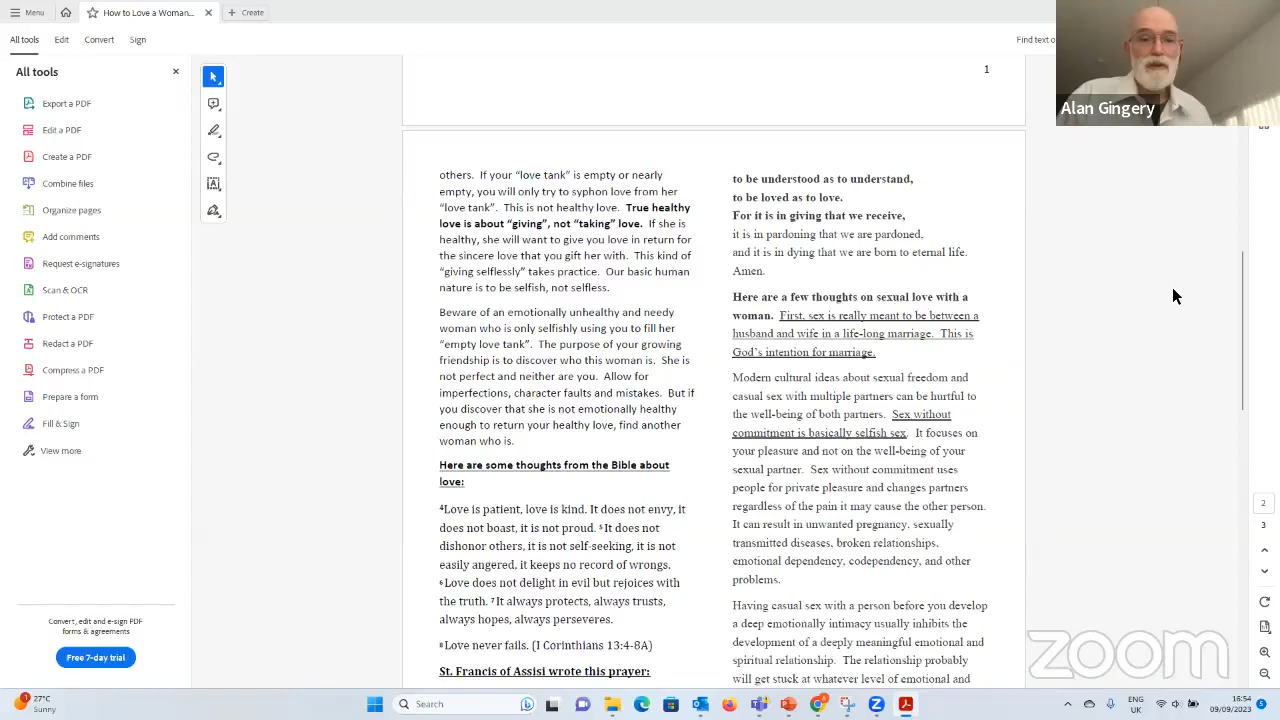 Menu
How to Love a Woman...
Create
All tools
Edit
Convert
Sign
Find text o
All tools
Export a PDF
Edit a PDF
Create a PDF
Combine files
Organize pages
Add comments
Request e-signatures
Scan & OCR
Protect a PDF
Redact a PDF
Compress a PDF
Prepare a form
Fill & Sign
View more
Convert, edit and e-sign PDF
forms & agreements
Free 7-day trial
1
others. If your “love tank” is empty or nearly
empty, you will only try to syphon love from her
“love tank”. This is not healthy love. True healthy
love is about “giving”, not “taking” love. If she is
healthy, she will want to give you love in return for
the sincere love that you gift her with. This kind of
“giving selflessly” takes practice. Our basic human
nature is to be selfish, not selfless.
Beware of an emotionally unhealthy and needy
woman who is only selfishly using you to fill her
“empty love tank”. The purpose of your growing
friendship is to discover who this woman is. She is
not perfect and neither are you. Allow for
imperfections, character faults and mistakes. But if
you discover that she is not emotionally healthy
enough to return your healthy love, find another
woman who is.
Here are some thoughts from the Bible about
love:
4Love is patient, love is kind. It does not envy, it
does not boast, it is not proud. 5 It does not
dishonor others, it is not self-seeking, it is not
easily angered, it keeps no record of wrongs.
6 Love does not delight in evil but rejoices with
the truth. 7 It always protects, always trusts,
always hopes, always perseveres.
8Love never fails. (I Corinthians 13:4-8A)
St. Francis of Assisi wrote this prayer:
to be understood as to understand,
to be loved as to love.
For it is in giving that we receive,
it is in pardoning that we are pardoned,
and it is in dying that we are born to eternal life.
Amen.
Here are a few thoughts on sexual love with a
woman. First, sex is really meant to be between a
husband and wife in a life-long marriage. This is
God’s intention for marriage.
Modern cultural ideas about sexual freedom and
casual sex with multiple partners can be hurtful to
the well-being of both partners. Sex without
commitment is basically selfish sex. It focuses on
your pleasure and not on the well-being of your
sexual partner. Sex without commitment uses
people for private pleasure and changes partners
regardless of the pain it may cause the other person.
It can result in unwanted pregnancy, sexually
transmitted diseases, broken relationships,
emotional dependency, codependency, and other
problems.
Having casual sex with a person before you develop
a deep emotionally intimacy usually inhibits the
development of a deeply meaningful emotional and
spiritual relationship. The relationship probably
will get stuck at whatever level of emotional and
Alan Gingery
2
3
zoom
1
27°C
Sunny
Search
ENG
UK
16:54
09/09/2023
5